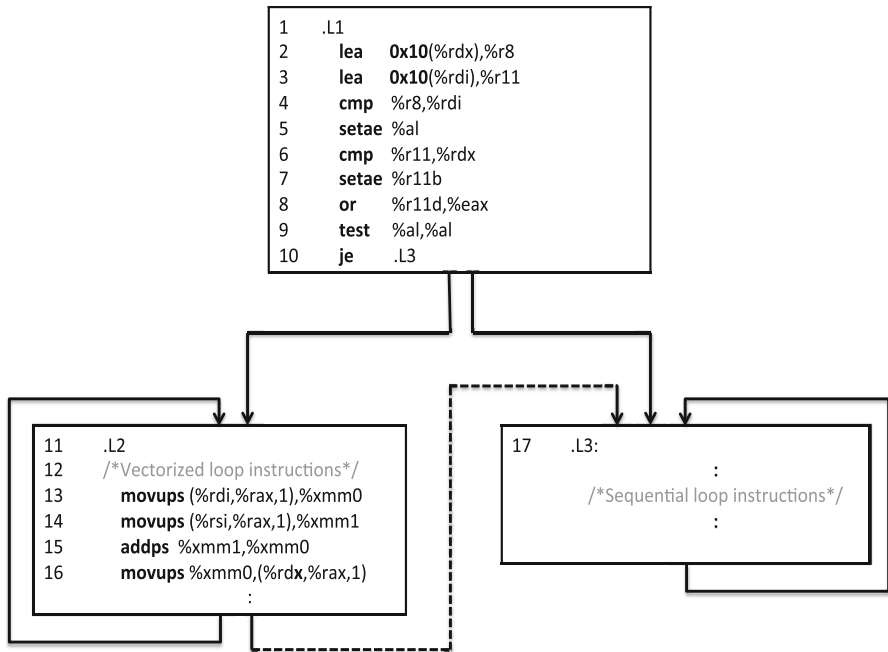 1 .L1
2 lea 0x10(%rdx),%r8
3 lea 0x10(%rdi),%r11
4 cmp %r8,%rdi
5 setae %al
6 cmp %r11,%rdx
7 setae %r11b
8 or %r11d,%eax
9 test %al,%al
10 je .L3
11 .L2
12 /*Vectorized loop instructions*/
13 movups (%rdi,%rax,1),%xmm0
14 movups (%rsi,%rax,1),%xmm1
15 addps %xmm1,%xmm0
16 movups %xmm0,(%rdx,%rax,1)
:
17 .L3:
:
/*Sequential loop instructions*/
: